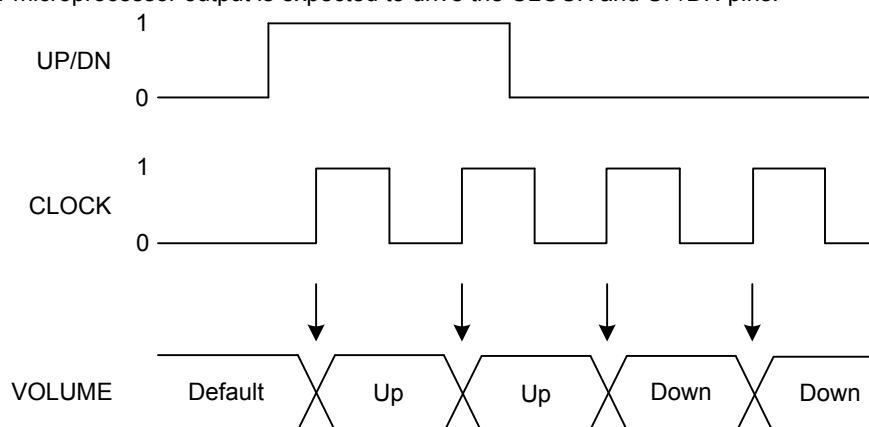 microprocessor output is expected to drive the CLOCK and UP/DN pins.
1
UP/DN
0
1
CLOCK
0
VOLUME Default Up Up Down Down